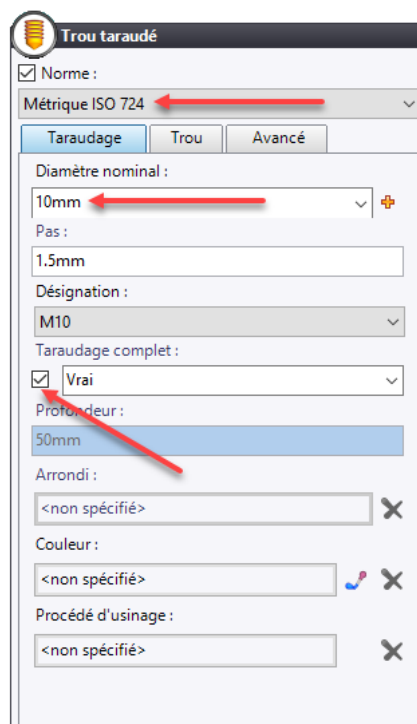 Trou taraudé
Norme :
Métrique ISO 724
Taraudage Trou Avancé
Diamètre nominal :
10mm
Pas :
1.5mm
Désignation :
M10
Taraudage complet :
Vrai
Profondeur :
50mm
Arrondi :
<non spécifié>
Couleur :
<non spécifié>
Procédé d'usinage :
<non spécifié>